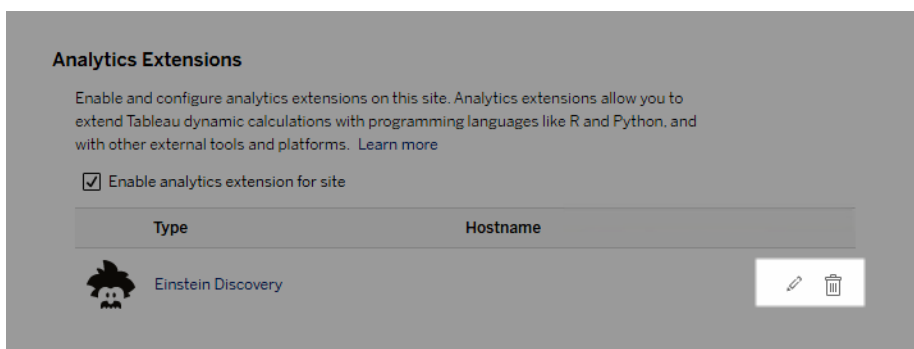 Analytics Extensions
Enable and configure analytics extensions on this site. Analytics extensions allow you to
extend Tableau dynamic calculations with programming languages like R and Python, and
with other external tools and platforms. Learn more
Enable analytics extension for site
Type Hostname
Einstein Discovery